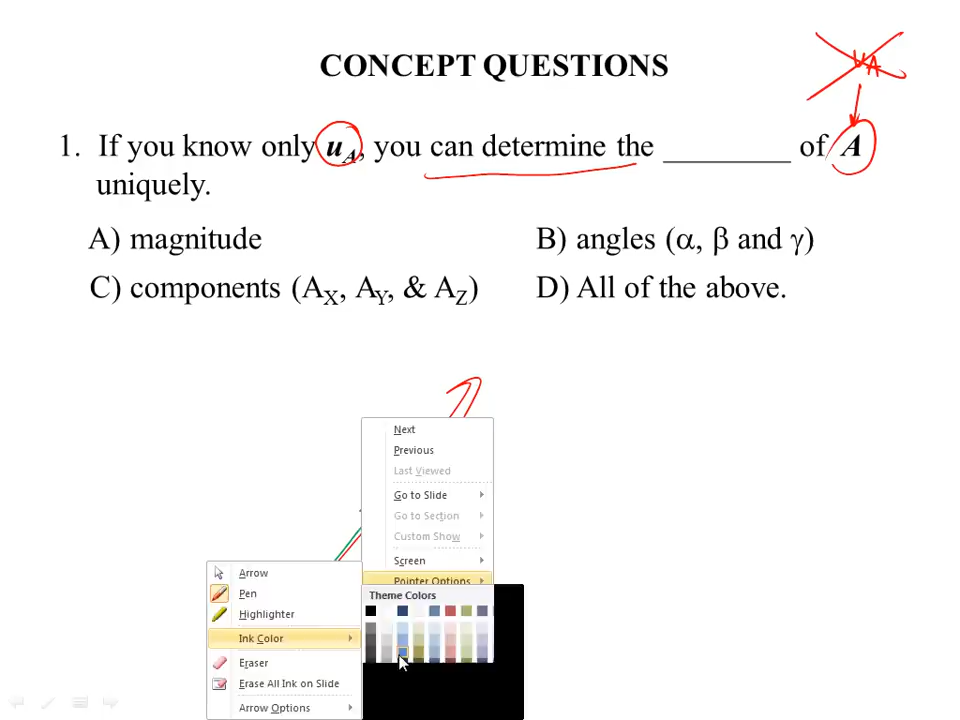 CONCEPT QUESTIONS
1. If you know only uA, you can determine the ________ of A
uniquely.
A) magnitude
B) angles (α, β and γ)
C) components (AX, AY, & AZ)
D) All of the above.
Next
Previous
Last Viewed
Go to Slide
Go to Section
Custom Show
Screen
Pointer Options
Arrow
Pen
Highlighter
Ink Color
Eraser
Erase All Ink on Slide
Arrow Options
Theme Colors